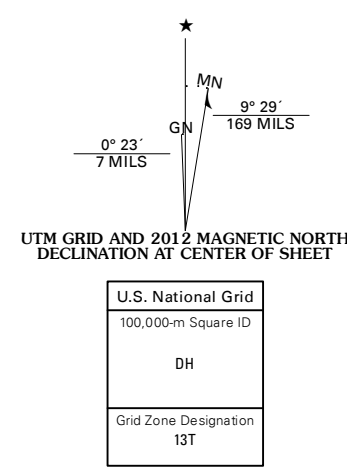 ★
MN
9° 29´
169 MILS
GN
0° 23´
7 MILS
UTM GRID AND 2012 MAGNETIC NORTH
DECLINATION AT CENTER OF SHEET
U.S. National Grid
100,000-m Square ID
DH
Grid Zone Designation
13T